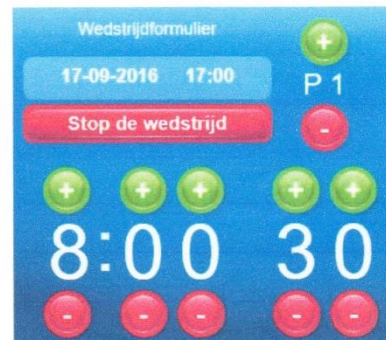 Wedstrijdformulier
+
17-09-2016 17:00
P 1
Stop de wedstrijd
-
+ + + + +
8:00 30
- - - - -